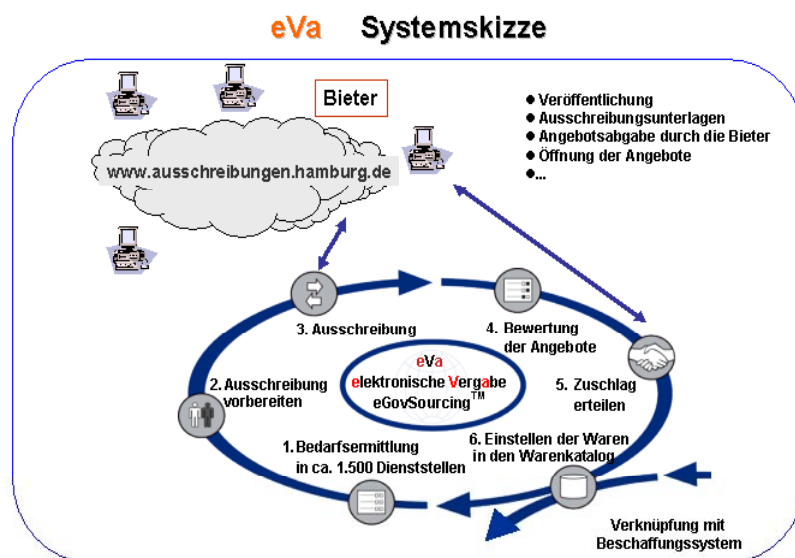 eVa Systemskizze
Bieter
● Veröffentlichung
● Ausschreibungsunterlagen
● Angebotsabgabe durch die Bieter
● Öffnung der Angebote
●...
www.ausschreibungen.hamburg.de
3. Ausschreibung
4. Bewertung
der Angebote
eVa
elektronische Vergabe
eGovSourcing™
2. Ausschreibung
vorbereiten
5. Zuschlag
erteilen
1. Bedarfsermittlung
in ca. 1.500 Dienststellen
6. Einstellen der Waren
in den Warenkatalog
Verknüpfung mit
Beschaffungssystem